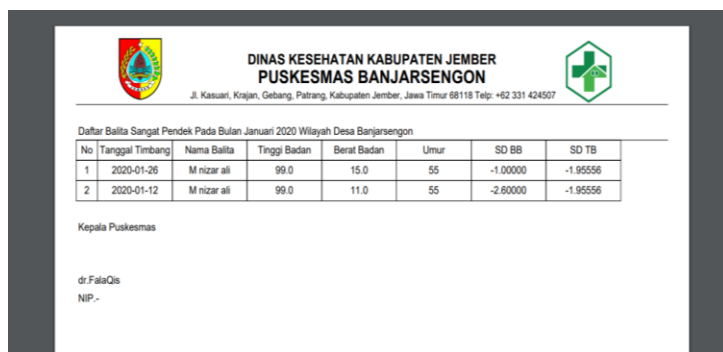 DINAS KESEHATAN KABUPATEN JEMBER
PUSKESMAS BANJARSENGON
Jl. Kasuari, Krajan, Gebang, Patrang, Kabupaten Jember, Jawa Timur 68118 Telp: +62 331 424507
Daftar Balita Sangat Pendek Pada Bulan Januari 2020 Wilayah Desa Banjarsengon
No Tanggal Timbang Nama Balita Tinggi Badan Berat Badan Umur SD BB SD TB
1 2020-01-26 M nizar ali 99.0 15.0 55 -1.00000 -1.95556
2 2020-01-12 M nizar ali 99.0 11.0 55 -2.60000 -1.95556
Kepala Puskesmas
dr.FalaQis
NIP.-